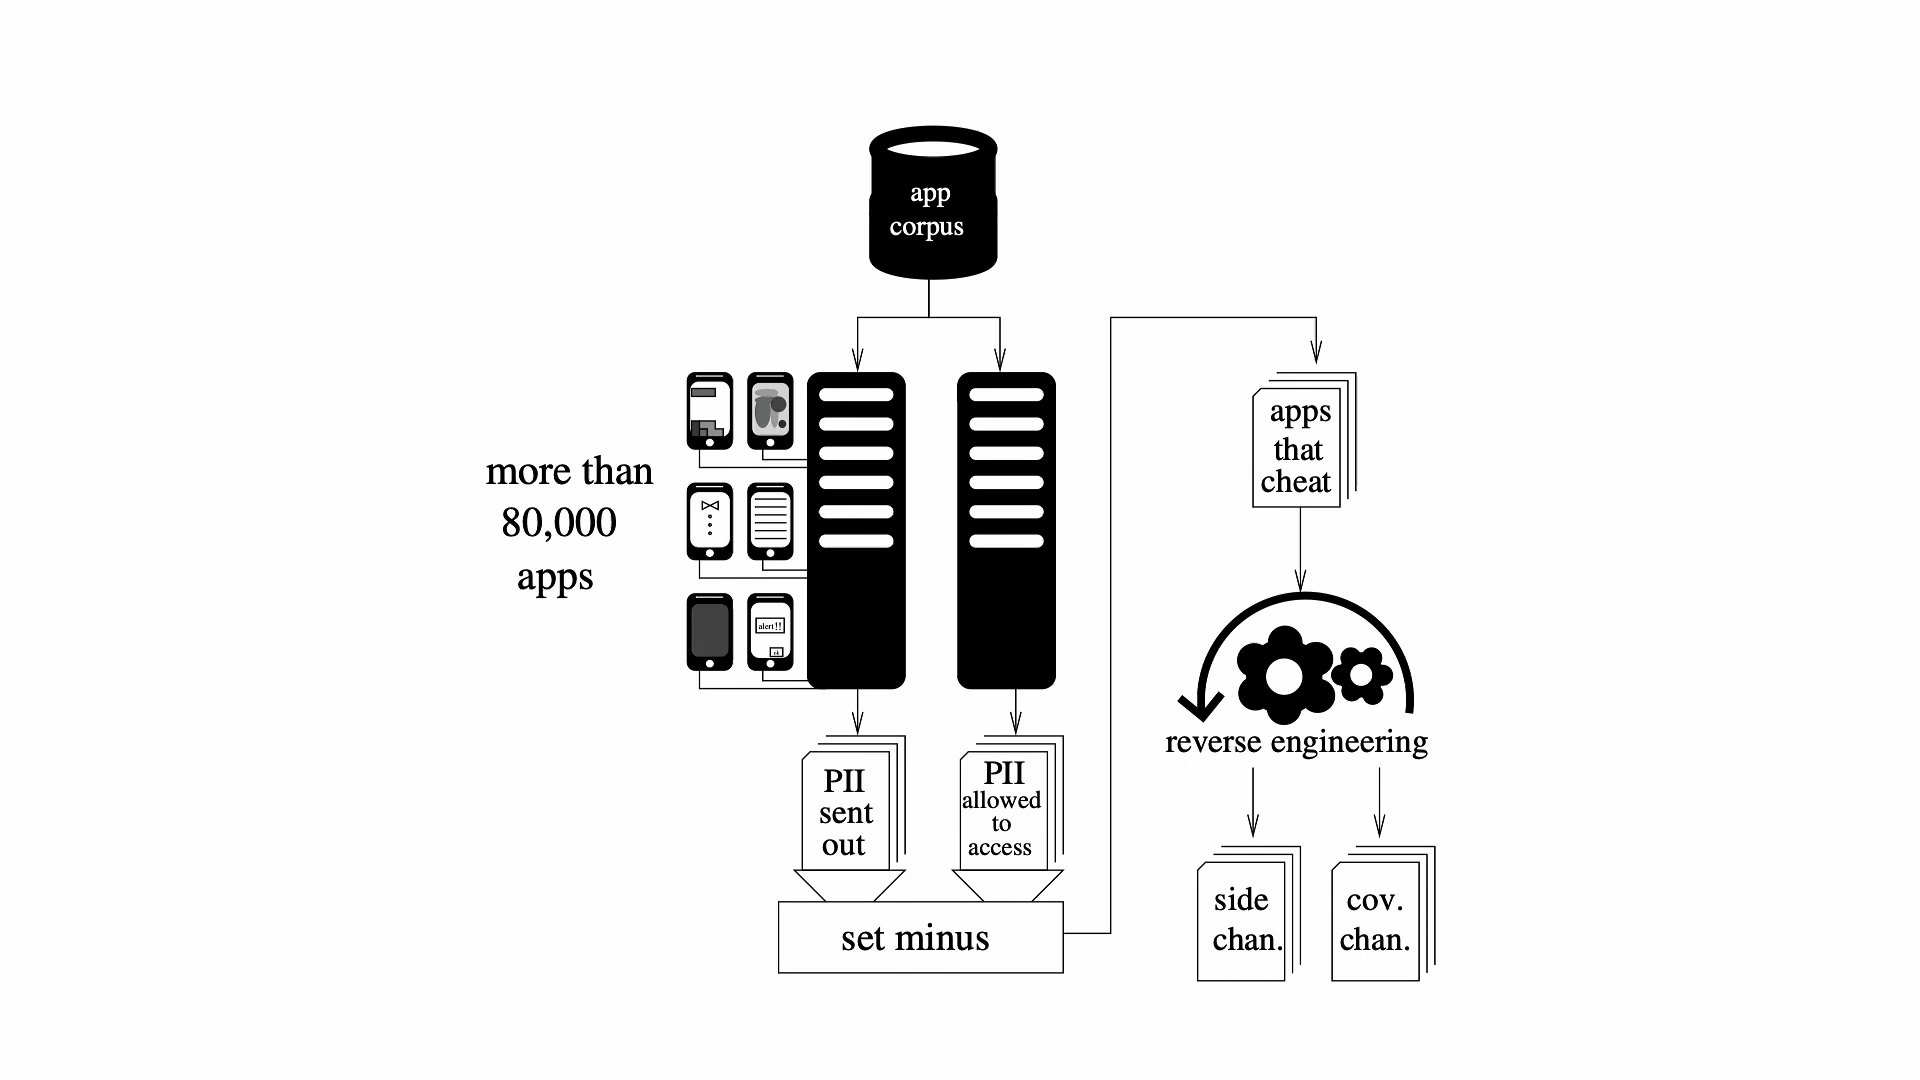 app
corpus
more than
80,000
apps
alert!!
ok
PII
sent
out
PII
allowed
to
access
set minus
apps
that
cheat
reverse engineering
side
chan.
cov.
chan.